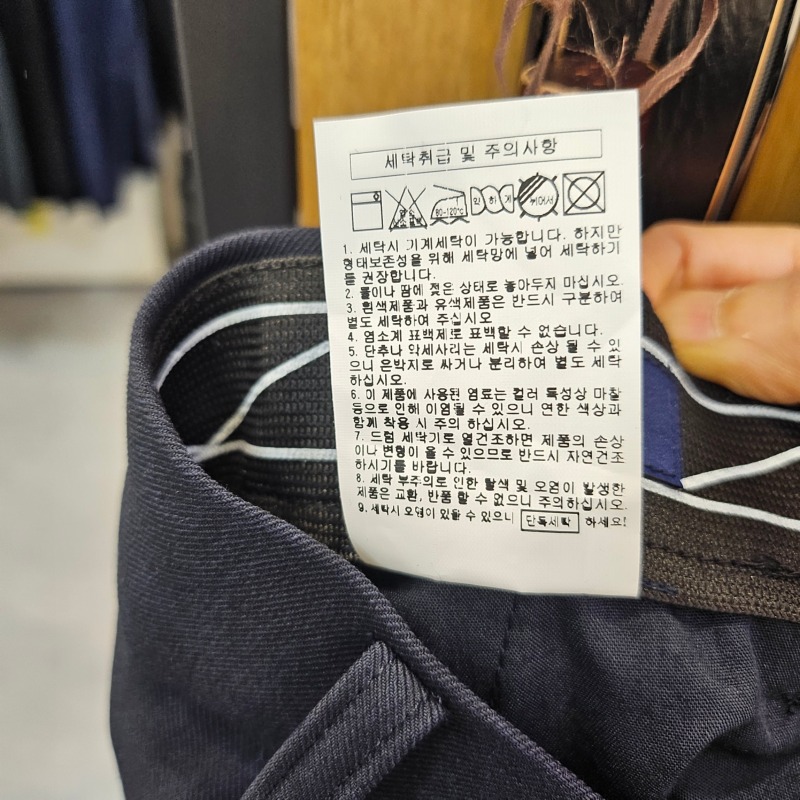 세탁취급 및 주의사항
80-120℃ 약하게 뉘어서
1. 세탁시 기계세탁이 가능합니다. 하지만
형태보존성을 위해 세탁망에 넣어 세탁하기
를 권장합니다.
2. 물이나 땀에 젖은 상태로 놓아두지 마십시오.
3. 흰색제품과 유색제품은 반드시 구분하여
별도 세탁하여 주십시오
4. 염소계 표백제로 표백할 수 없습니다.
5. 단추나 악세사리는 세탁시 손상 될 수 있
으니 은박지로 싸거나 분리하여 별도 세탁
하십시오.
6. 이 제품에 사용된 염료는 컬러 특성상 마찰
등으로 인해 이염될 수 있으니 연한 색상과
함께 착용 시 주의 하십시오.
7. 드럼 세탁기로 열건조하면 제품의 손상
이나 변형이 올 수 있으므로 반드시 자연건조
하시기를 바랍니다.
8. 세탁 부주의로 인한 탈색 및 오염이 발생한
제품은 교환, 반품 할 수 없으니 주의하십시오.
9. 세탁시 오염이 있을 수 있으니 단독세탁 하세요!